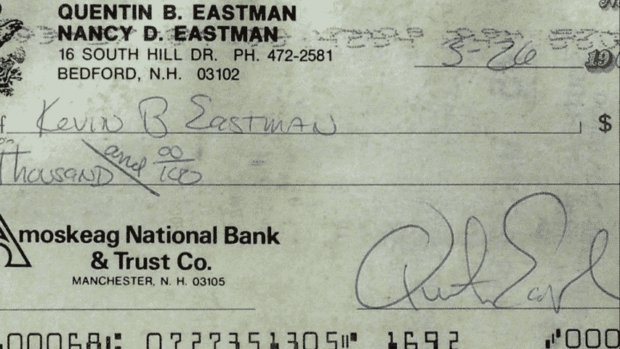 QUENTIN B. EASTMAN
NANCY D. EASTMAN
16 SOUTH HILL DR. PH. 472-2581
BEDFORD, N.H. 03102
3-26 19
Kevin B Eastman
$
Thousand and 00/100
Amoskeag National Bank
& Trust Co.
MANCHESTER, N. H. 03105